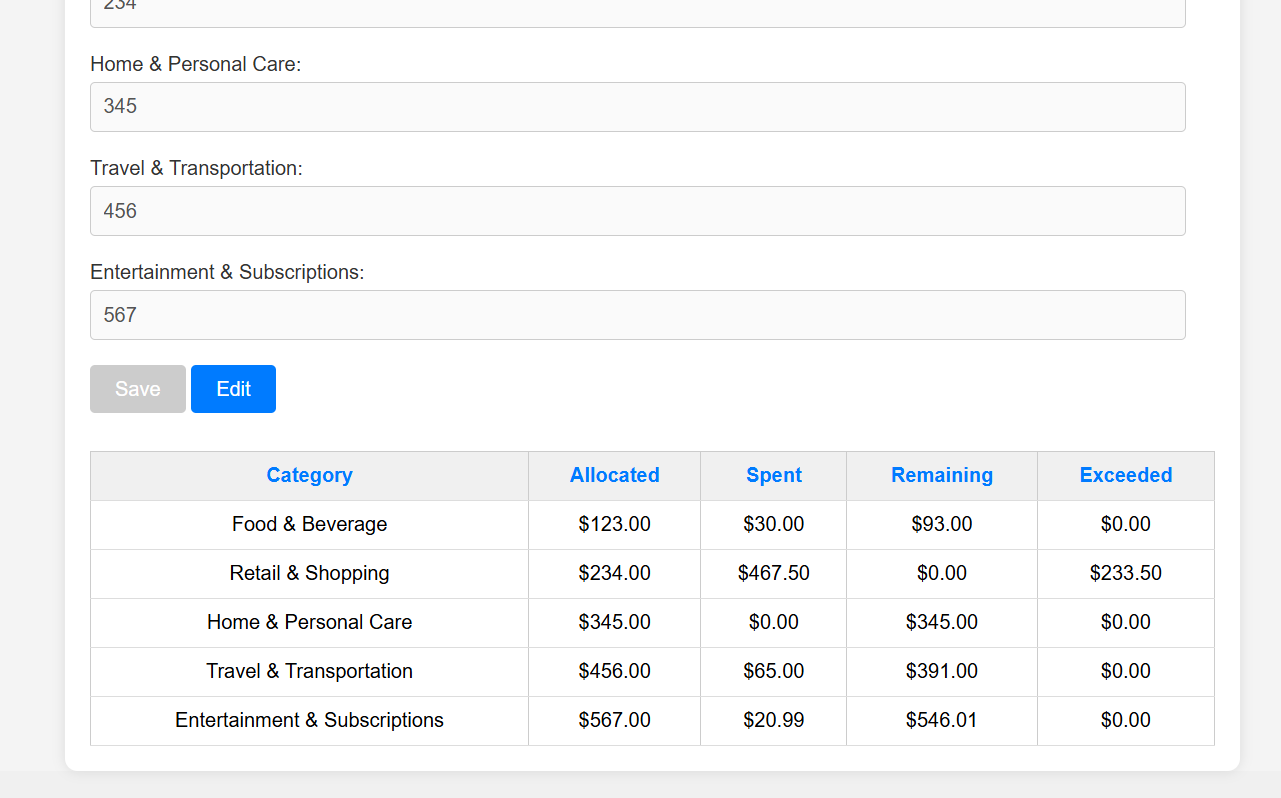 234
Home & Personal Care:
345
Travel & Transportation:
456
Entertainment & Subscriptions:
567
Save Edit
Category Allocated Spent Remaining Exceeded
Food & Beverage $123.00 $30.00 $93.00 $0.00
Retail & Shopping $234.00 $467.50 $0.00 $233.50
Home & Personal Care $345.00 $0.00 $345.00 $0.00
Travel & Transportation $456.00 $65.00 $391.00 $0.00
Entertainment & Subscriptions $567.00 $20.99 $546.01 $0.00